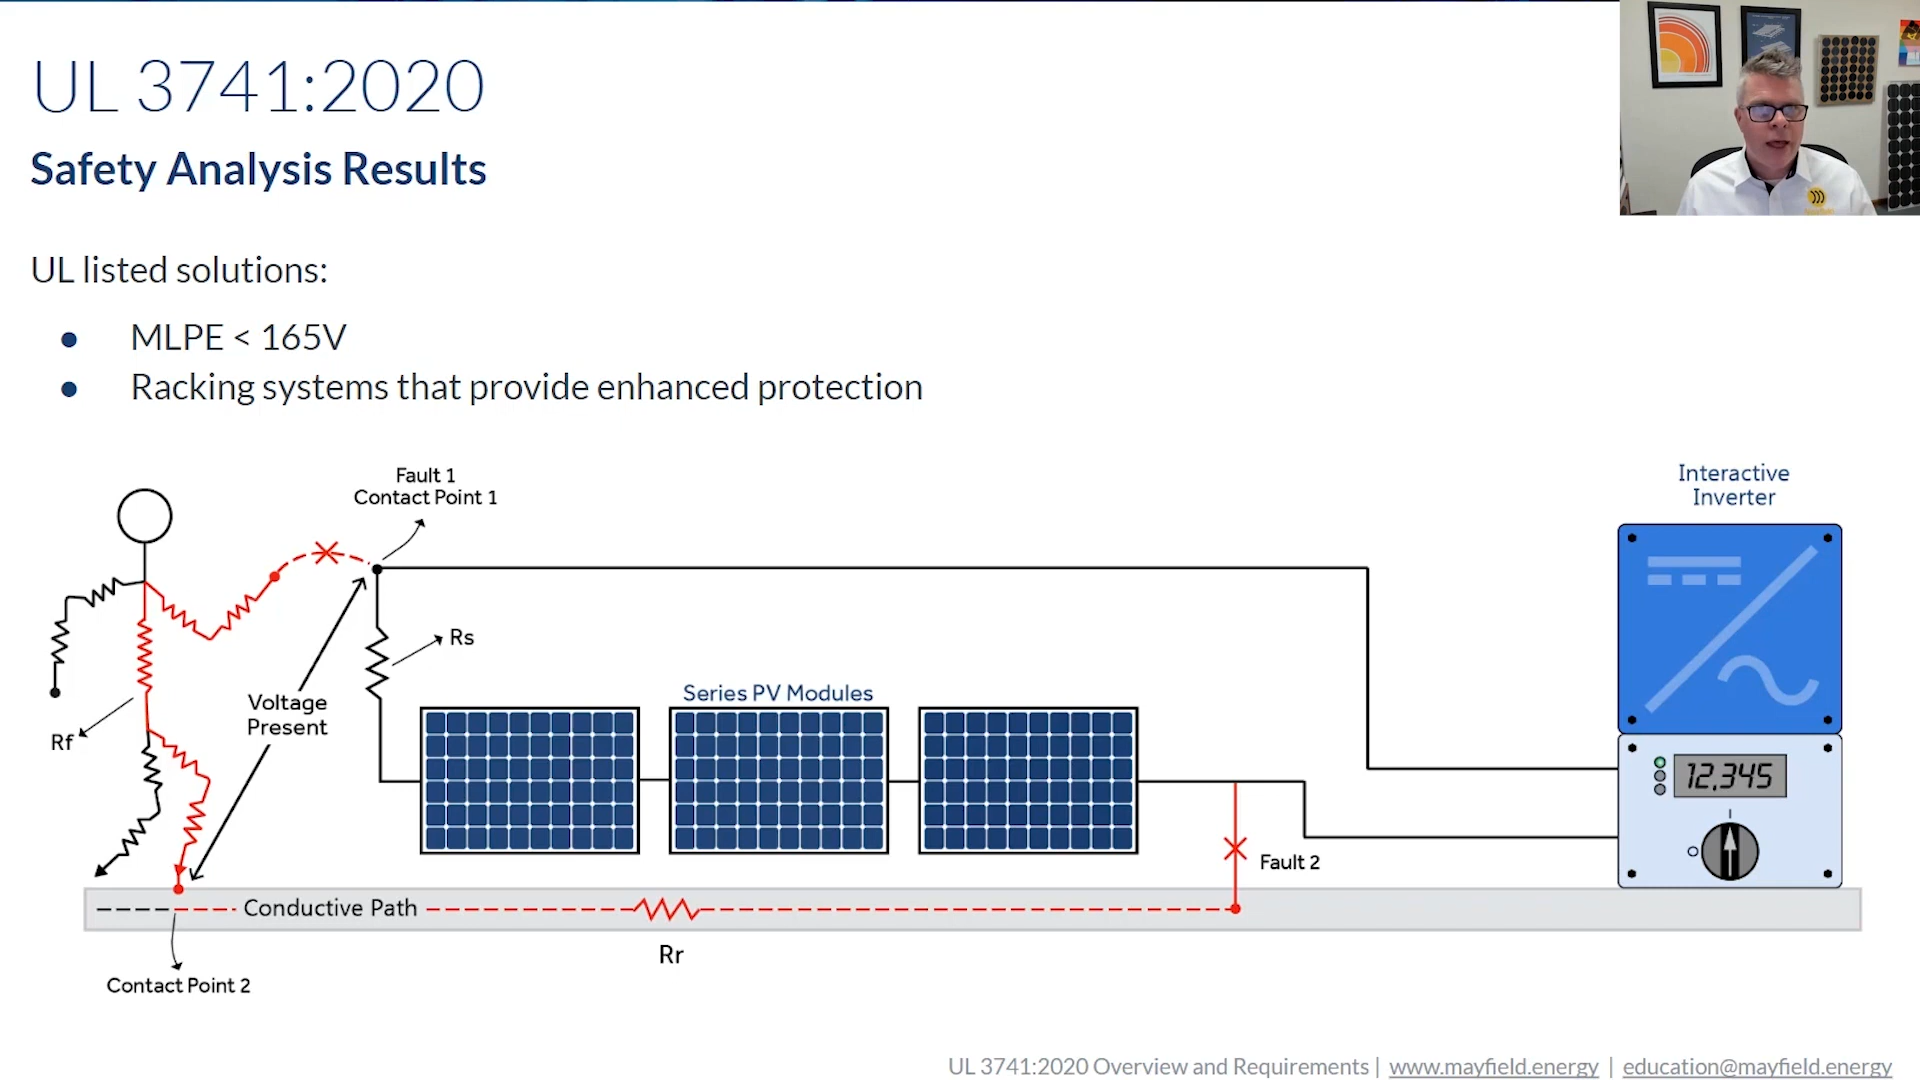 UL 3741:2020
Safety Analysis Results
UL listed solutions:
● MLPE < 165V
● Racking systems that provide enhanced protection
Fault 1
Contact Point 1
Interactive
Inverter
Rs
Series PV Modules
Voltage
Present
Rf
12,345
Fault 2
Conductive Path
Rr
Contact Point 2
UL 3741:2020 Overview and Requirements | www.mayfield.energy | education@mayfield.energy